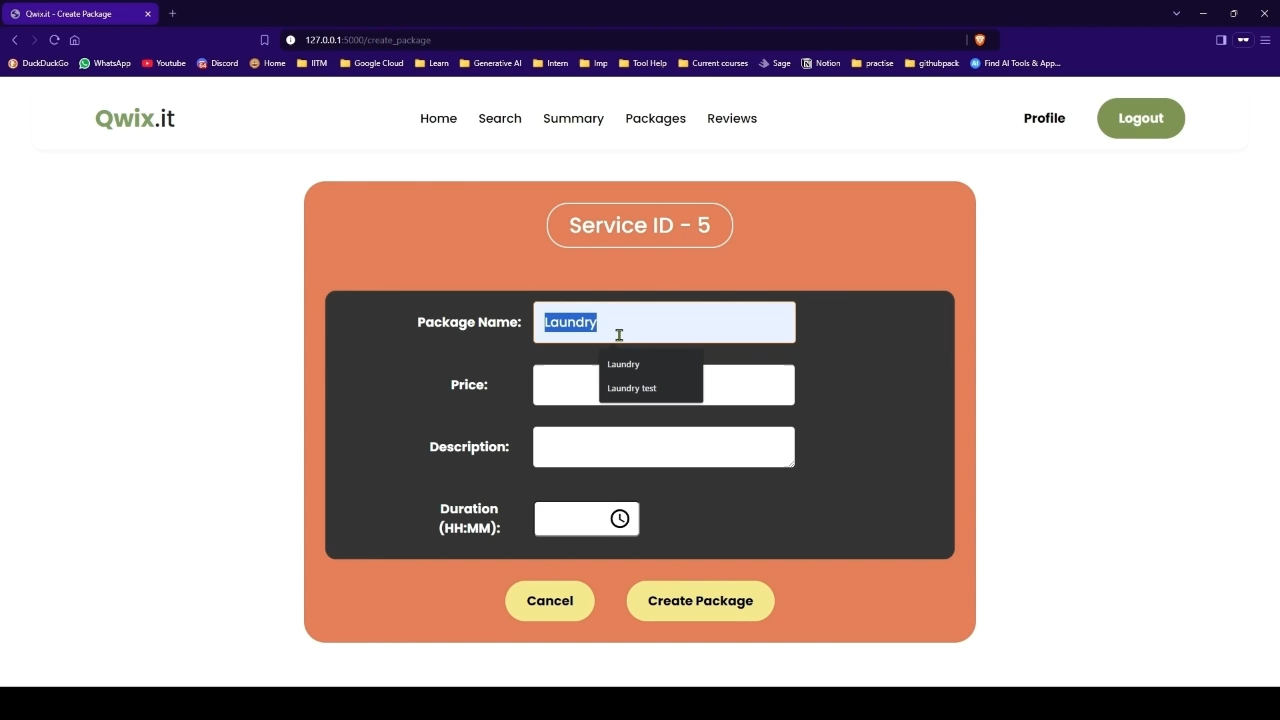 Qwix.it - Create Package
127.0.0.1:5000/create_package
DuckDuckGo WhatsApp Youtube Discord Home IITM Google Cloud Learn Generative AI Intern Imp Tool Help Current courses Sage Notion practise githubpack Find AI Tools & App...
Qwix.it Home Search Summary Packages Reviews Profile Logout
Service ID - 5
Package Name: Laundry
Laundry
Price:
Laundry test
Description:
Duration
(HH:MM):
Cancel Create Package